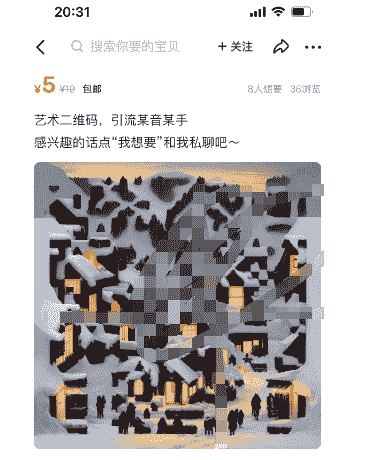 20:31
搜索你要的宝贝
+ 关注
¥5 ¥10 包邮 8人想要 36浏览
艺术二维码，引流某音某手
感兴趣的话点“我想要”和我私聊吧～